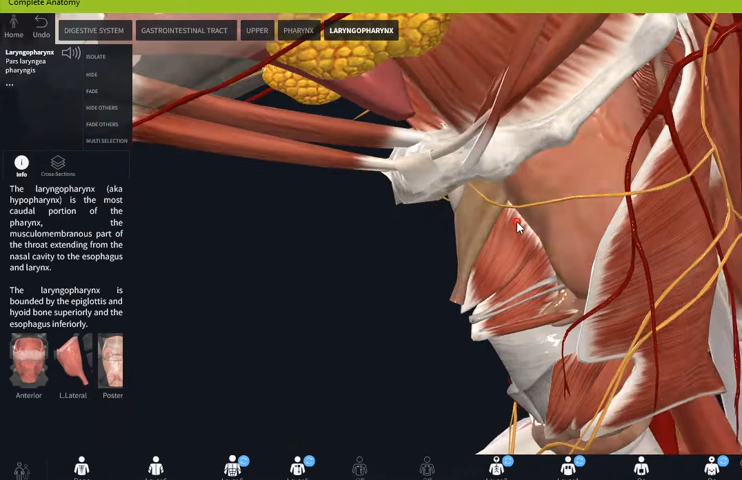 Complete Anatomy
Home
Undo
DIGESTIVE SYSTEM
GASTROINTESTINAL TRACT
UPPER
PHARYNX
LARYNGOPHARYNX
Laryngopharynx
Pars laryngea
pharyngis
...
ISOLATE
HIDE
FADE
HIDE OTHERS
FADE OTHERS
MULTI SELECTION
Info
Cross-Sections
The laryngopharynx (aka
hypopharynx) is the most
caudal portion of the
pharynx, the
musculomembranous part of
the throat extending from the
nasal cavity to the esophagus
and larynx.
The laryngopharynx is
bounded by the epiglottis and
hyoid bone superiorly and the
esophagus inferiorly.
Anterior
L.Lateral
Poster